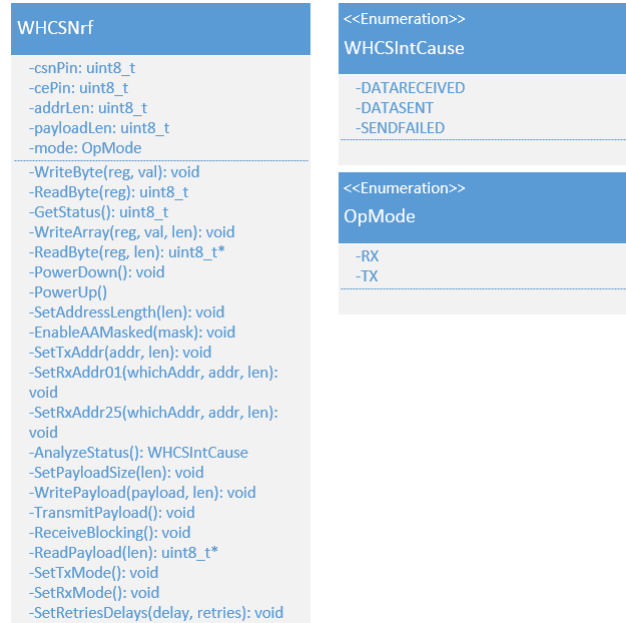 WHCSNrf
-csnPin: uint8_t
-cePin: uint8_t
-addrLen: uint8_t
-payloadLen: uint8_t
-mode: OpMode
-WriteByte(reg, val): void
-ReadByte(reg): uint8_t
-GetStatus(): uint8_t
-WriteArray(reg, val, len): void
-ReadByte(reg, len): uint8_t*
-PowerDown(): void
-PowerUp()
-SetAddressLength(len): void
-EnableAAMasked(mask): void
-SetTxAddr(addr, len): void
-SetRxAddr01(whichAddr, addr, len):
void
-SetRxAddr25(whichAddr, addr, len):
void
-AnalyzeStatus(): WHCSIntCause
-SetPayloadSize(len): void
-WritePayload(payload, len): void
-TransmitPayload(): void
-ReceiveBlocking(): void
-ReadPayload(len): uint8_t*
-SetTxMode(): void
-SetRxMode(): void
-SetRetriesDelays(delay, retries): void
<<Enumeration>>
WHCSIntCause
-DATARECEIVED
-DATASENT
-SENDFAILED
<<Enumeration>>
OpMode
-RX
-TX